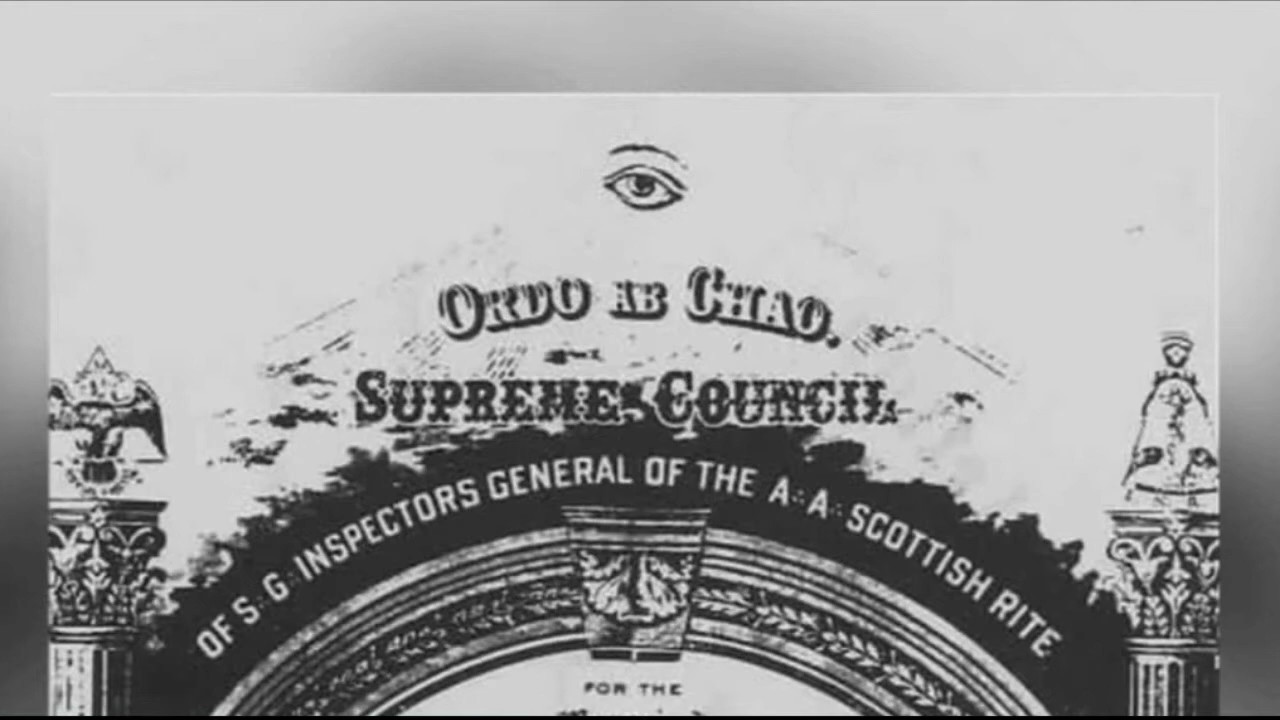 ORDO AB CHAO.
SUPREME COUNCIL
OF S∴ G∴ INSPECTORS GENERAL OF THE A∴ A∴ SCOTTISH RITE
FOR THE